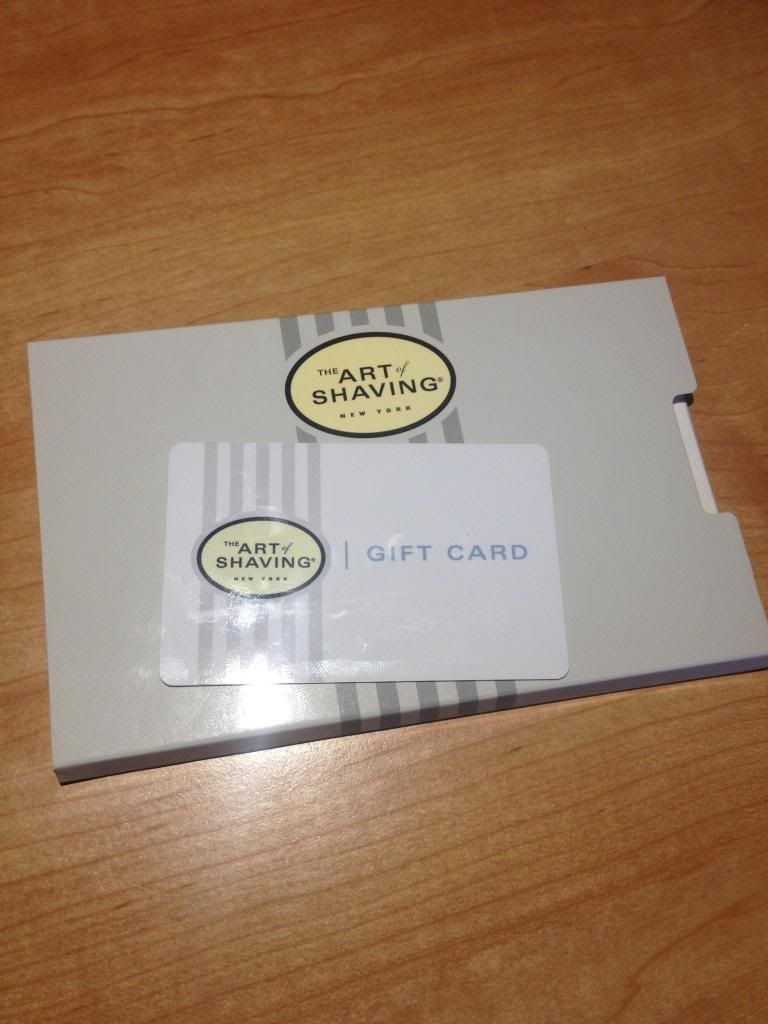 THE ART of
SHAVING®
NEW YORK
THE ART of
SHAVING®
NEW YORK
| GIFT CARD